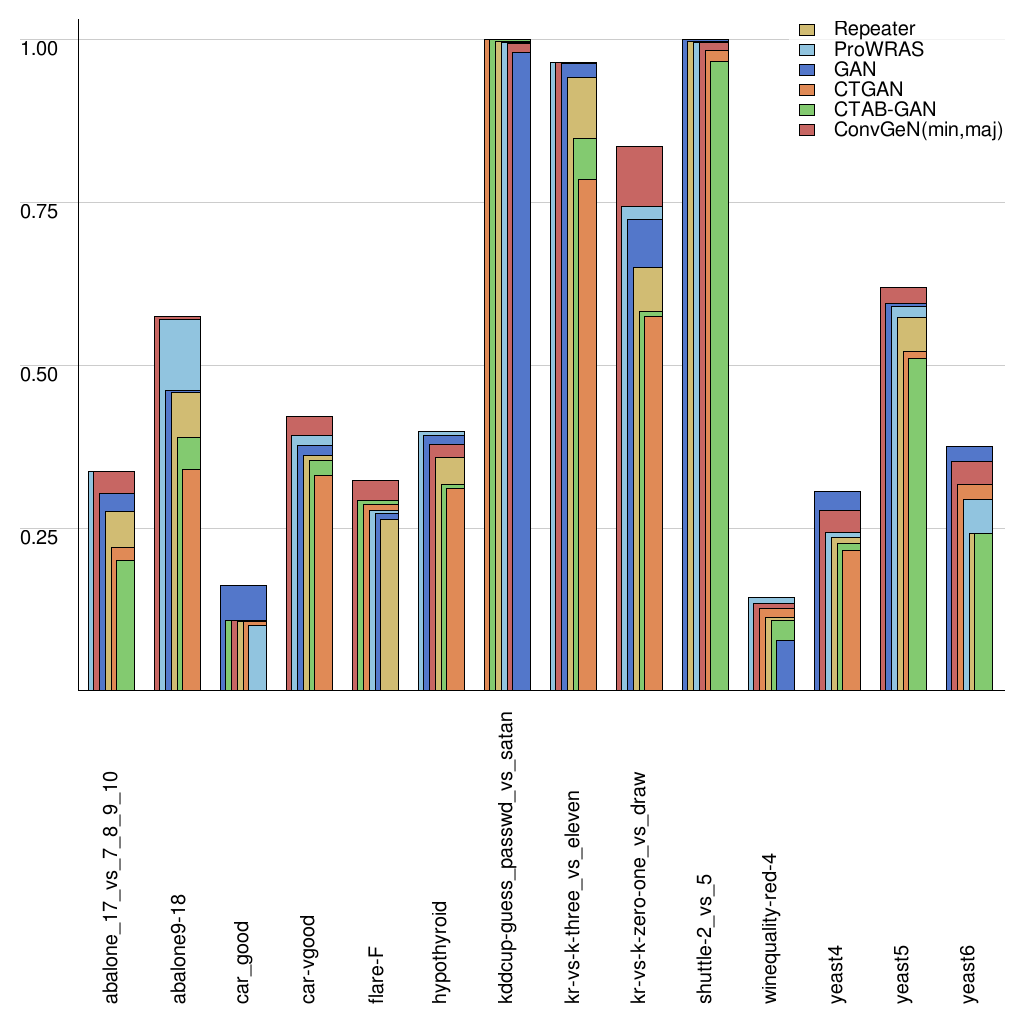 Repeater
ProWRAS
GAN
CTGAN
CTAB-GAN
ConvGeN(min,maj)
1.00
0.75
0.50
0.25
abalone_17_vs_7_8_9_10
abalone9-18
car_good
car-vgood
flare-F
hypothyroid
kddcup-guess_passwd_vs_satan
kr-vs-k-three_vs_eleven
kr-vs-k-zero-one_vs_draw
shuttle-2_vs_5
winequality-red-4
yeast4
yeast5
yeast6